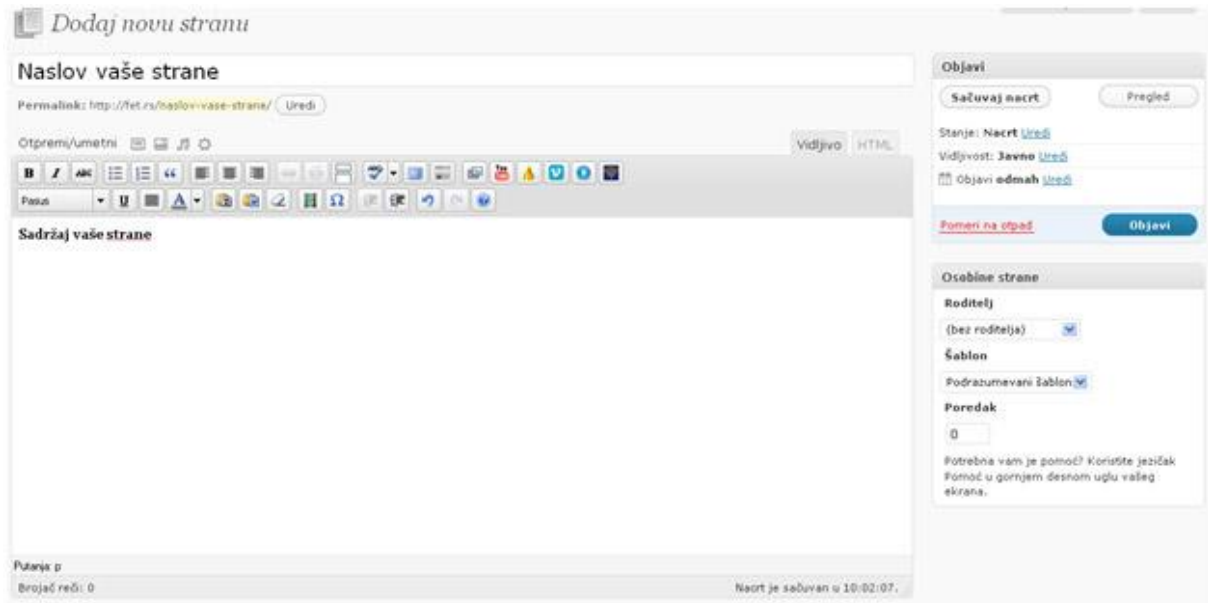 Dodaj novu stranu
Naslov vaše strane
Permalink: http://fet.rs/naslov-vase-strane/ Uredi
Otpremi/umetni
Vidljivo HTML
B I ABC
Pasus U A Ω
Sadržaj vaše strane
Putanja: p
Brojač reči: 0
Nacrt je sačuvan u 10:02:07.
Objavi
Sačuvaj nacrt Pregled
Stanje: Nacrt Uredi
Vidljivost: Javno Uredi
Objavi odmah Uredi
Pomeri na otpad Objavi
Osobine strane
Roditelj
(bez roditelja)
Šablon
Podrazumevani šablon
Poredak
0
Potrebna vam je pomoć? Koristite jezičak
Pomoć u gornjem desnom uglu vašeg
ekrana.